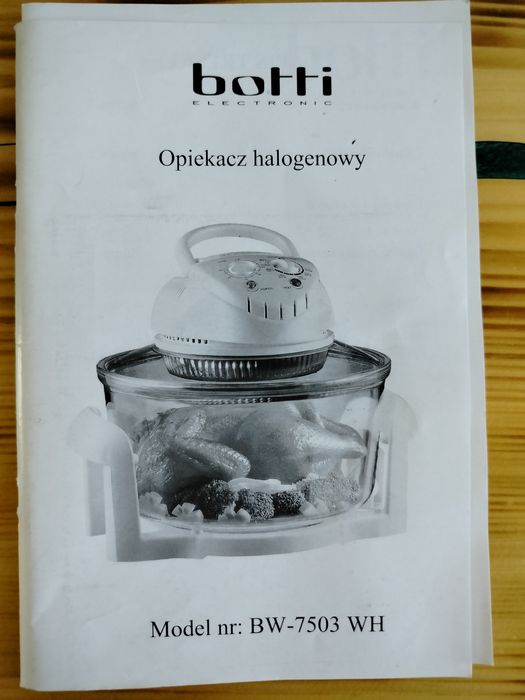 botti
ELECTRONIC
Opiekacz halogenowy
Model nr: BW-7503 WH